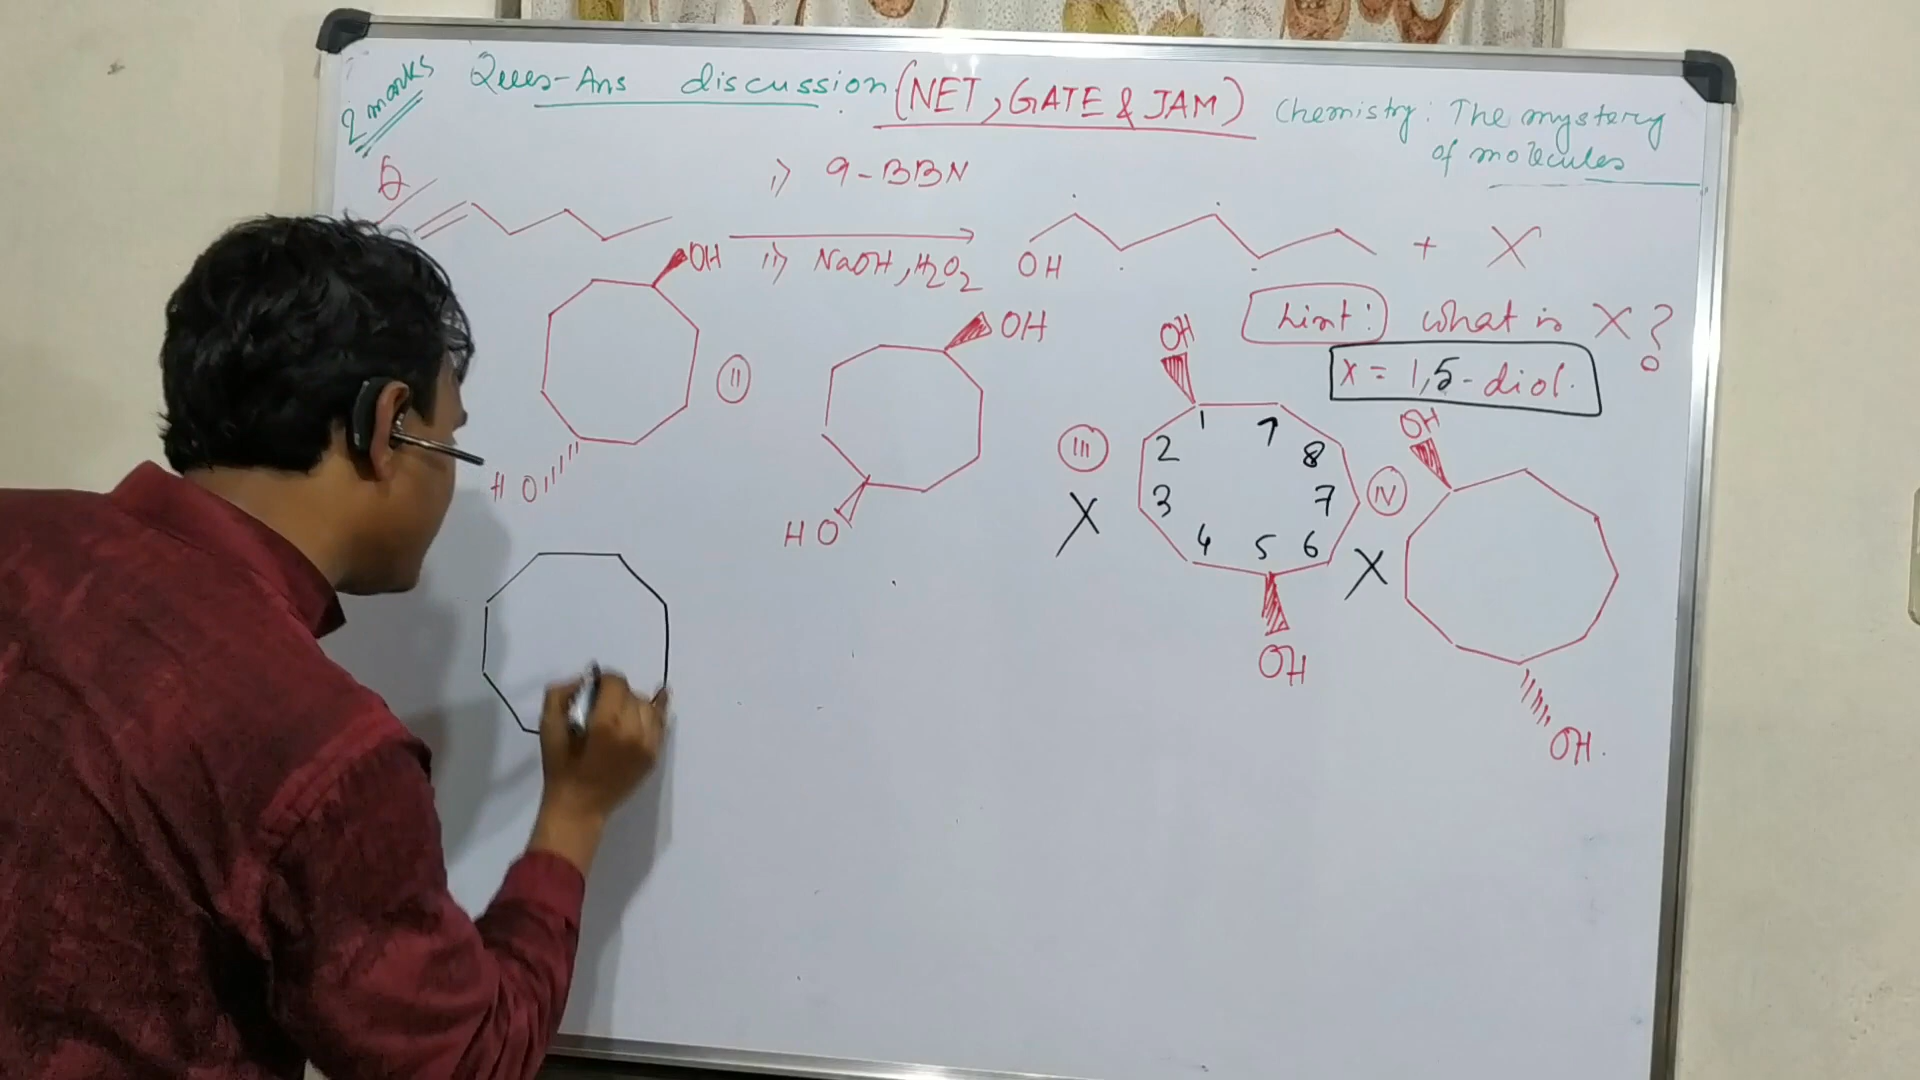 2 marks
Ques-Ans discussion (NET, GATE & JAM)
Chemistry: The mystery
of molecules
Q
i) 9-BBN
ii) NaOH, H2O2
OH
+ X
hint: what is X?
X = 1,5-diol.
OH
HO
II
OH
HO
III
X
OH
1
2
3
4
5
6
7
8
7
OH
IV
X
OH
OH.